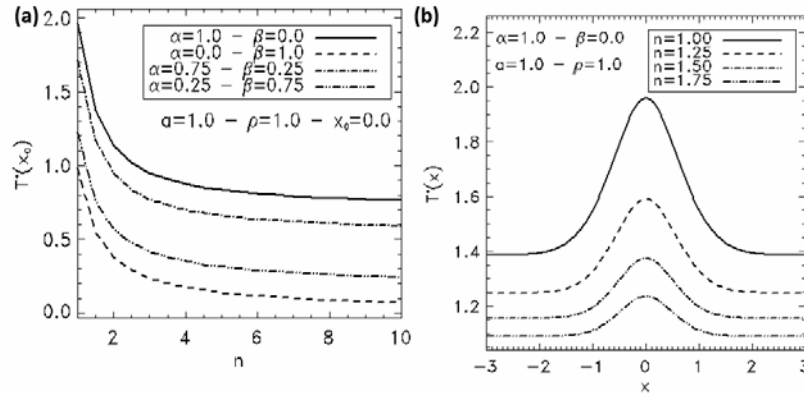 (a)
2.0
1.5
1.0
0.5
0.0
T*(x₀)
α=1.0 – β=0.0
α=0.0 – β=1.0
α=0.75 – β=0.25
α=0.25 – β=0.75
a=1.0 – ρ=1.0 – x₀=0.0
2 4 6 8 10
n
(b)
2.2
2.0
1.8
1.6
1.4
1.2
T*(x)
α=1.0 – β=0.0
a=1.0 – ρ=1.0
n=1.00
n=1.25
n=1.50
n=1.75
−3 −2 −1 0 1 2 3
x